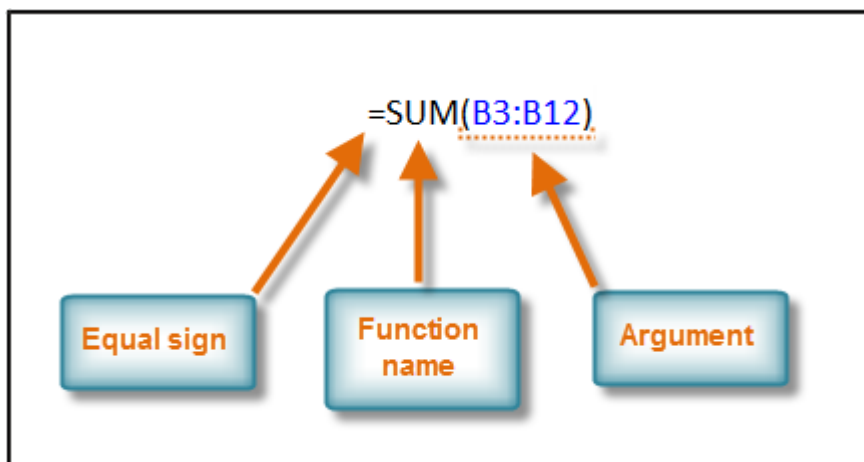 =SUM(B3:B12)
Equal sign
Function
name
Argument